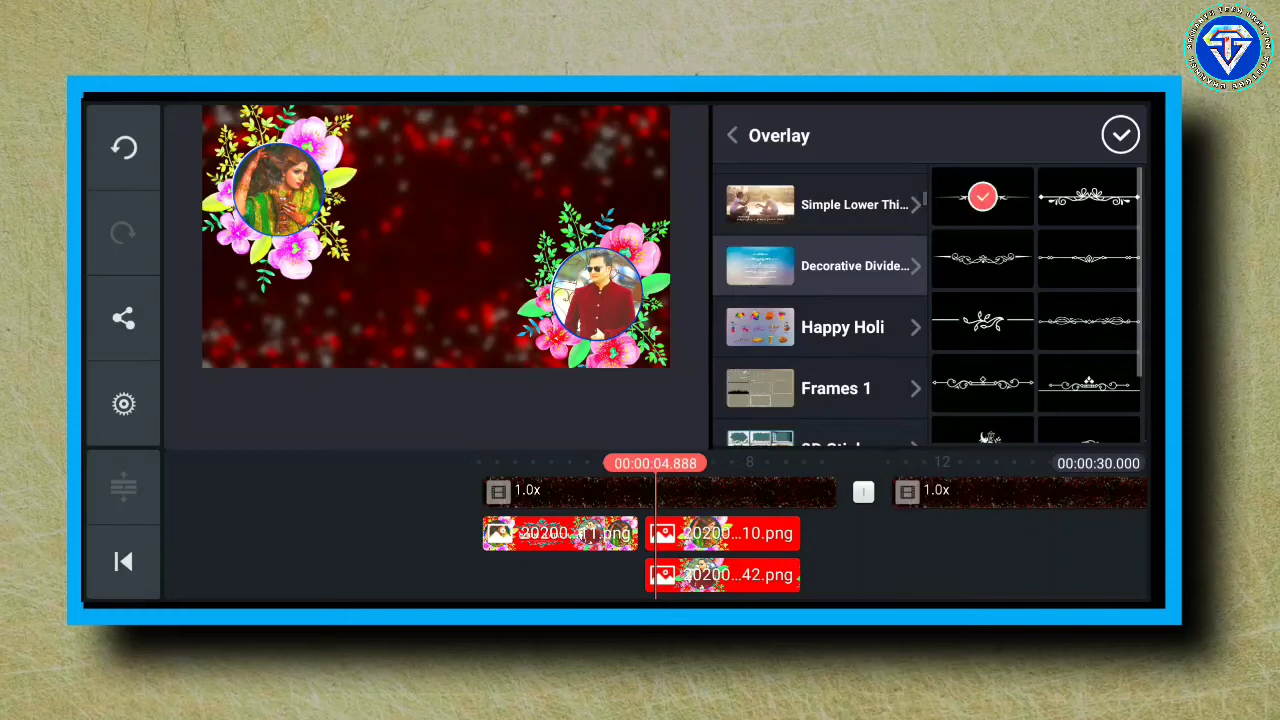 Overlay
Simple Lower Thi...
Decorative Divide...
Happy Holi
Frames 1
00:00:04.888
8
12
00:00:30.000
1.0x
1.0x
20200...11.png
20200...10.png
20200...42.png